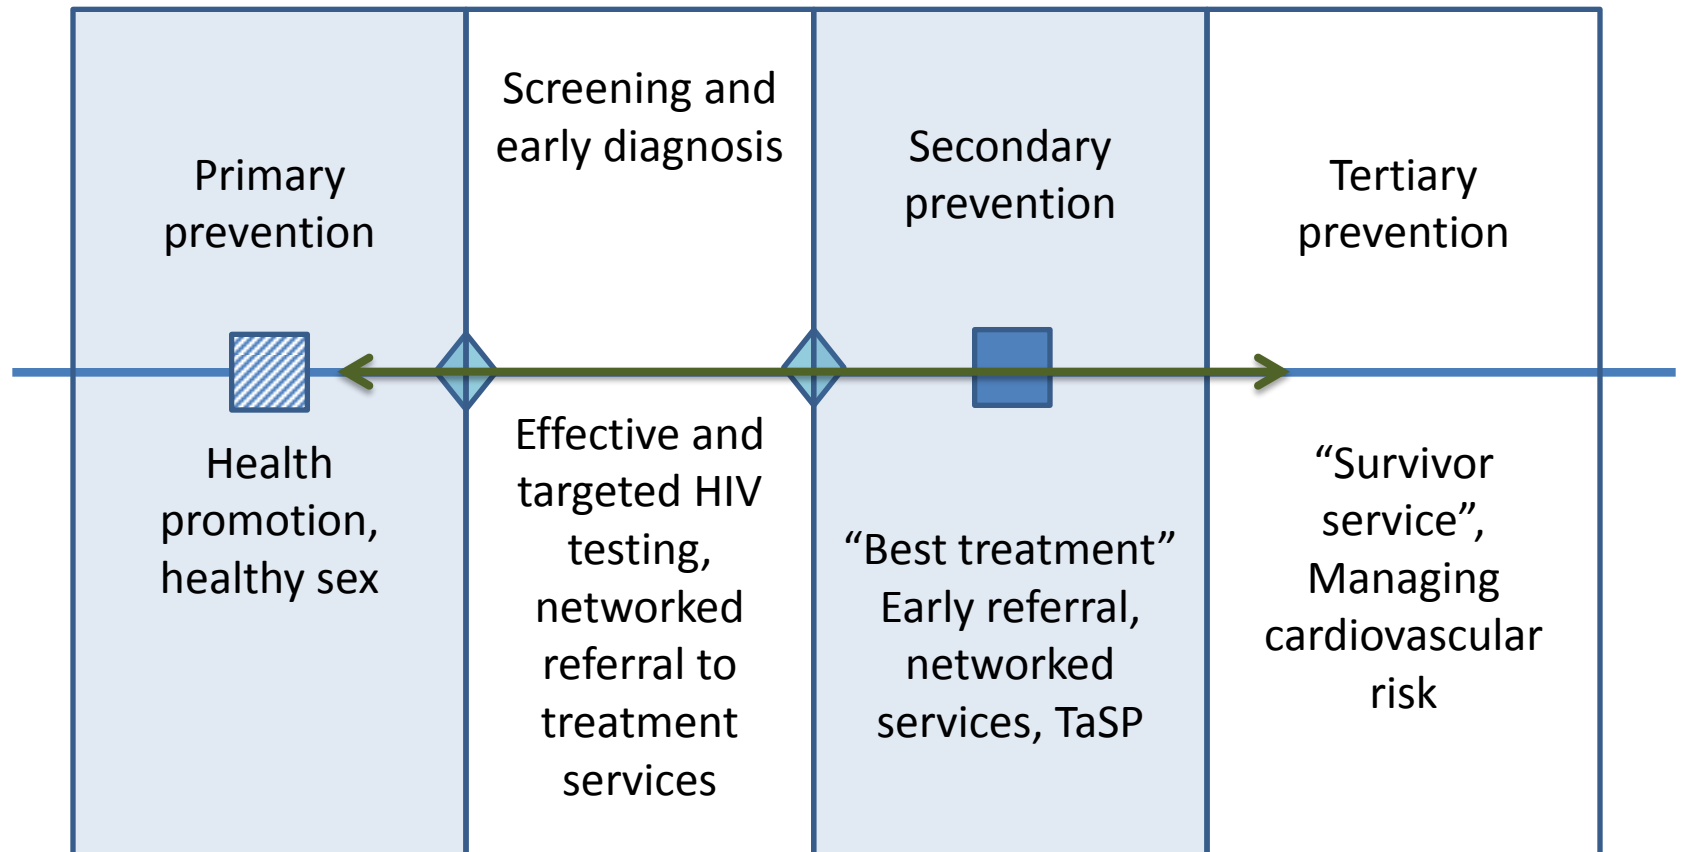 Primary
prevention
Health
promotion,
healthy sex
Screening and
early diagnosis
Effective and
targeted HIV
testing,
networked
referral to
treatment
services
Secondary
prevention
“Best treatment”
Early referral,
networked
services, TaSP
Tertiary
prevention
“Survivor
service”,
Managing
cardiovascular
risk